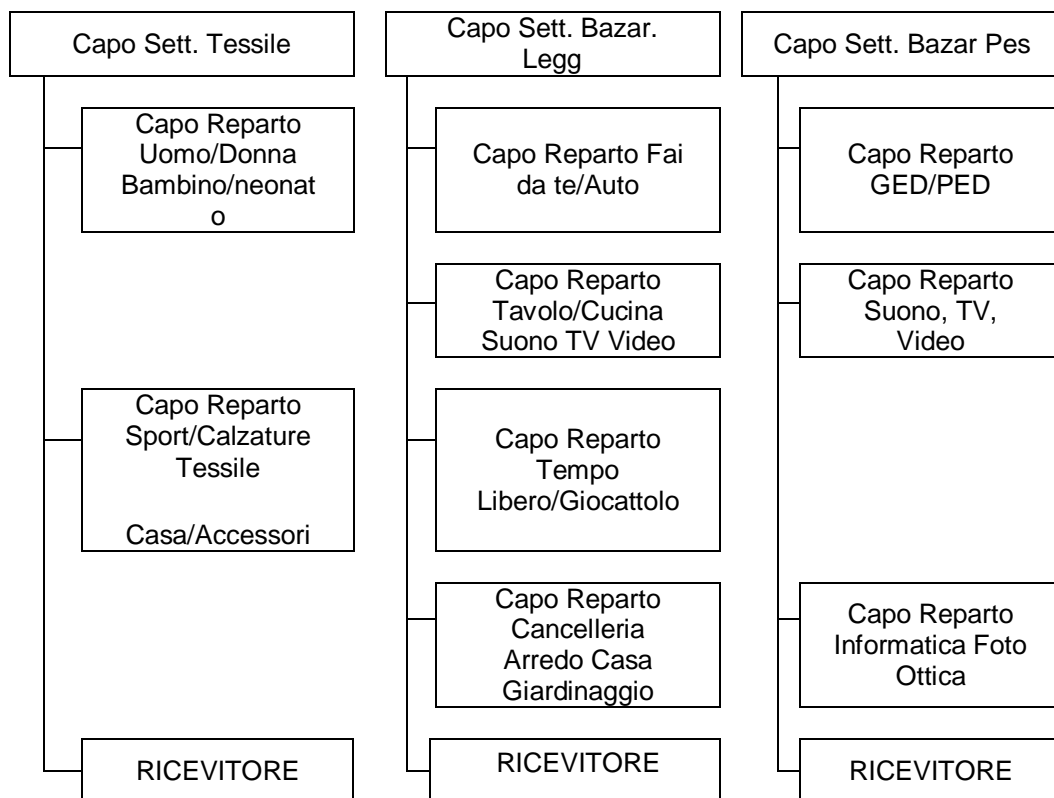 Capo Sett. Tessile
Capo Sett. Bazar.
Legg
Capo Sett. Bazar Pes
Capo Reparto
Uomo/Donna
Bambino/neonat
o
Capo Reparto Fai
da te/Auto
Capo Reparto
GED/PED
Capo Reparto
Tavolo/Cucina
Suono TV Video
Capo Reparto
Suono, TV,
Video
Capo Reparto
Sport/Calzature
Tessile
Casa/Accessori
Capo Reparto
Tempo
Libero/Giocattolo
Capo Reparto
Cancelleria
Arredo Casa
Giardinaggio
Capo Reparto
Informatica Foto
Ottica
RICEVITORE
RICEVITORE
RICEVITORE